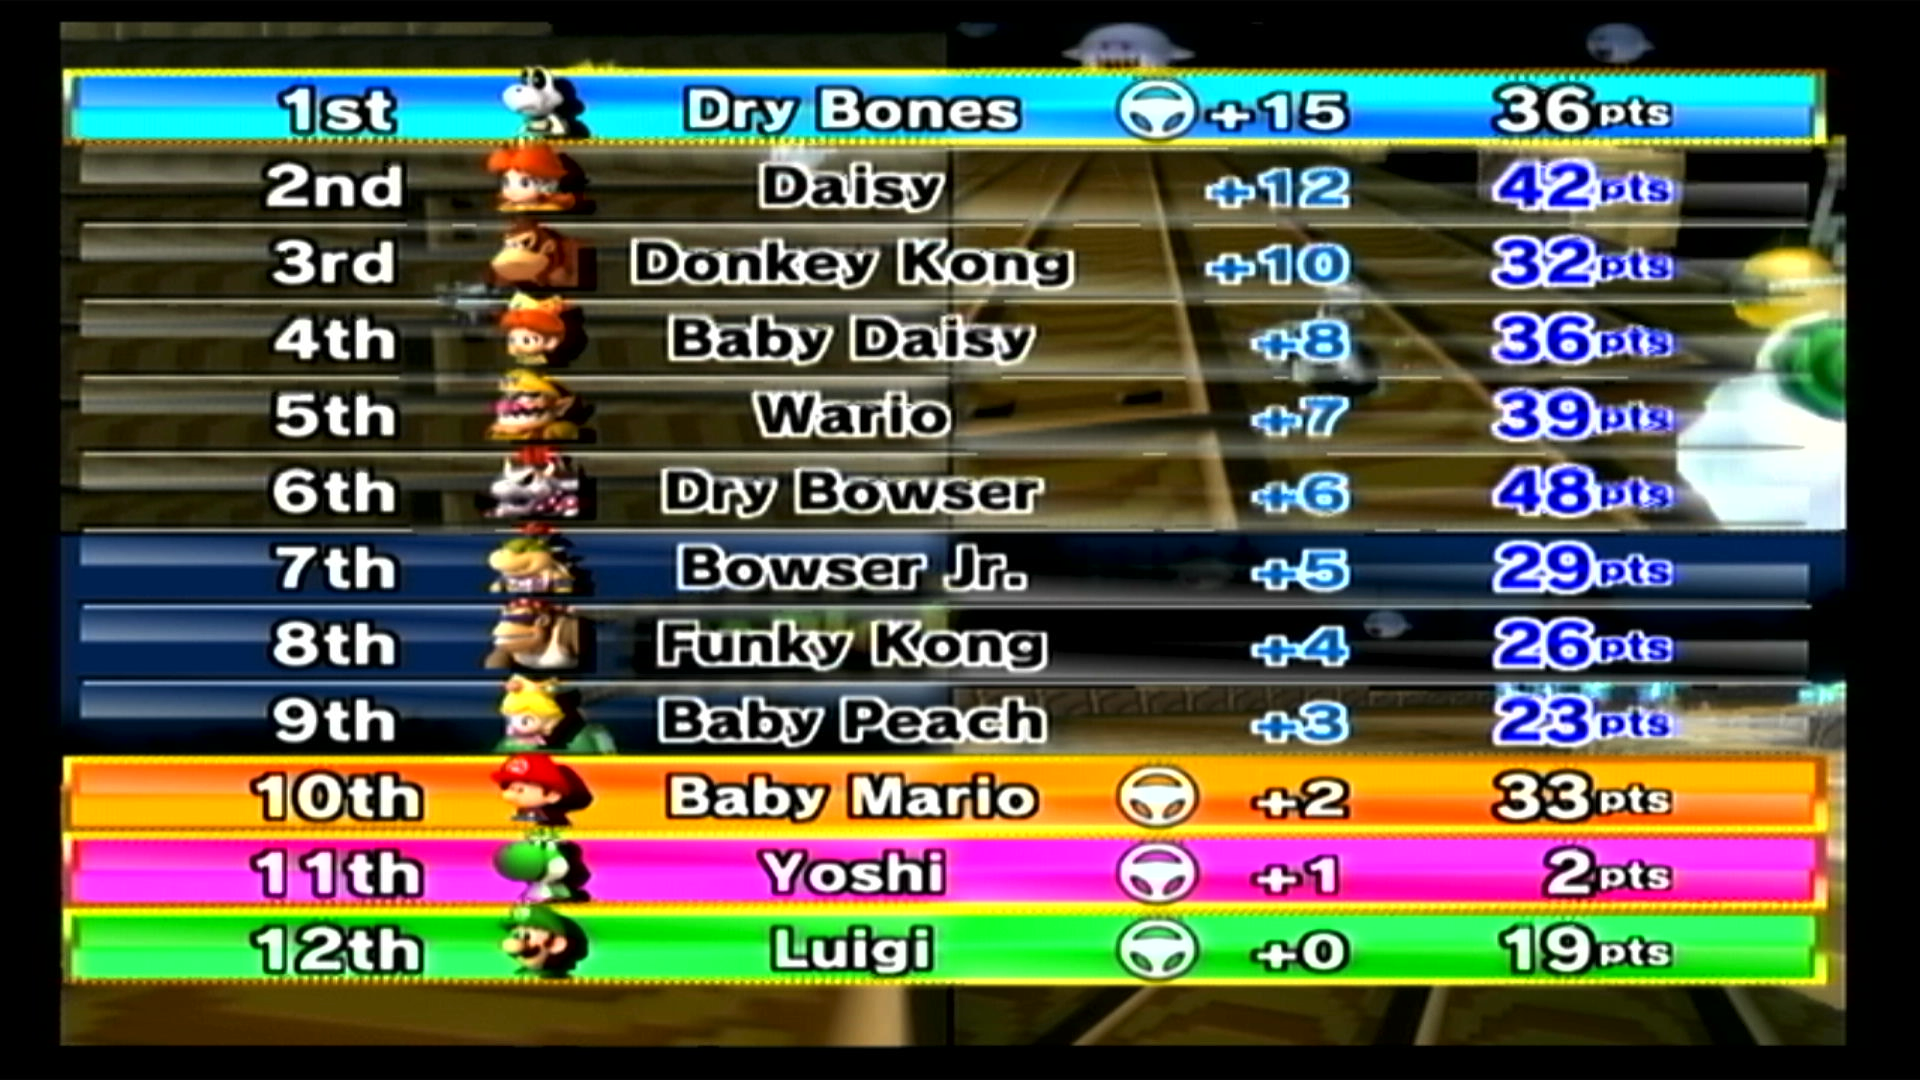 1st Dry Bones +15 36pts
2nd Daisy +12 42pts
3rd Donkey Kong +10 32pts
4th Baby Daisy +8 36pts
5th Wario +7 39pts
6th Dry Bowser +6 48pts
7th Bowser Jr. +5 29pts
8th Funky Kong +4 26pts
9th Baby Peach +3 23pts
10th Baby Mario +2 33pts
11th Yoshi +1 2pts
12th Luigi +0 19pts